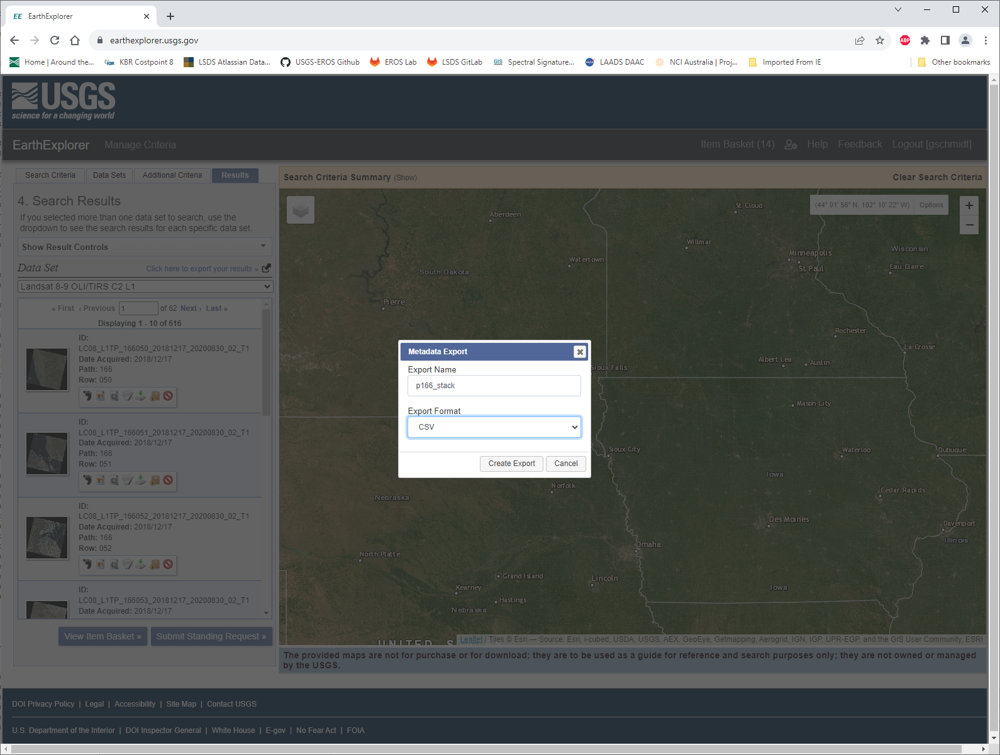 EE EarthExplorer
earthexplorer.usgs.gov
ABP
Home | Around the...
KBR KBR Costpoint 8
LSDS Atlassian Data...
USGS-EROS Github
EROS Lab
LSDS GitLab
GIS Spectral Signature...
LAADS DAAC
NCI Australia | Proj...
Imported From IE
Other bookmarks
USGS
science for a changing world
EarthExplorer
Manage Criteria
Item Basket (14)
Help
Feedback
Logout [gschmidt]
Search Criteria
Data Sets
Additional Criteria
Results
4. Search Results
If you selected more than one data set to search, use the
dropdown to see the search results for each specific data set.
Show Result Controls
Data Set
Click here to export your results »
Landsat 8-9 OLI/TIRS C2 L1
« First ‹ Previous 1 of 62 Next › Last »
Displaying 1 - 10 of 616
ID:
LC08_L1TP_166050_20181217_20200830_02_T1
Date Acquired: 2018/12/17
Path: 166
Row: 050
ID:
LC08_L1TP_166051_20181217_20200830_02_T1
Date Acquired: 2018/12/17
Path: 166
Row: 051
ID:
LC08_L1TP_166052_20181217_20200830_02_T1
Date Acquired: 2018/12/17
Path: 166
Row: 052
ID:
LC08_L1TP_166053_20181217_20200830_02_T1
Date Acquired: 2018/12/17
View Item Basket »
Submit Standing Request »
Search Criteria Summary (Show)
Clear Search Criteria
(44° 01' 56" N, 102° 10' 22" W)
Options
+
−
St Cloud
Aberdeen
Willmar
Wisconsin
Minneapolis
Watertown
St Paul
Eau Claire
South Dakota
Pierre
Rochester
La Crosse
Albert Lea
Austin
Sioux Falls
Mason City
Sioux City
Waterloo
Dubuque
Iowa
Norfolk
Cedar Rapids
Nebraska
Des Moines
Davenport
Illinois
Omaha
North Platte
Grand Island
Lincoln
Kearney
Iowa
Hastings
Nebraska
Metadata Export
Export Name
p166_stack
Export Format
CSV
Create Export
Cancel
UNITED S
Leaflet | Tiles © Esri — Source: Esri, i-cubed, USDA, USGS, AEX, GeoEye, Getmapping, Aerogrid, IGN, IGP, UPR-EGP, and the GIS User Community, ESRI
The provided maps are not for purchase or for download; they are to be used as a guide for reference and search purposes only; they are not owned or managed
by the USGS.
DOI Privacy Policy | Legal | Accessibility | Site Map | Contact USGS
U.S. Department of the Interior | DOI Inspector General | White House | E-gov | No Fear Act | FOIA